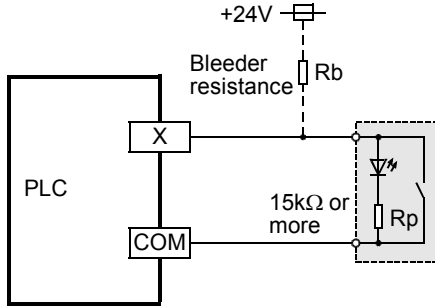 +24V
Bleeder
resistance
Rb
X
PLC
15kΩ or
more
Rp
COM